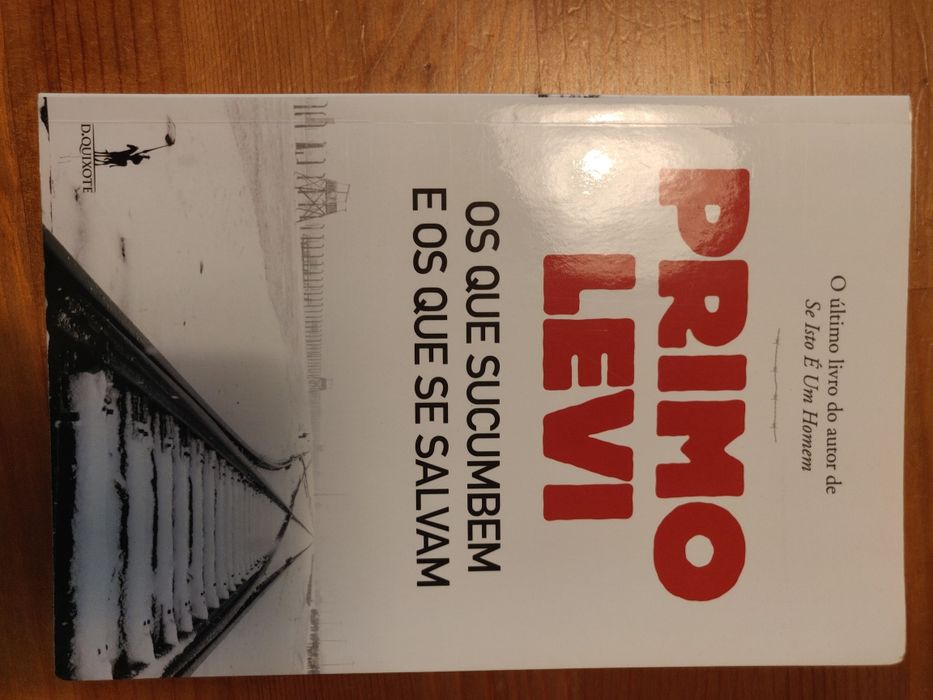 O último livro do autor de
Se Isto É Um Homem
PRIMO
LEVI
OS QUE SUCUMBEM
E OS QUE SE SALVAM
D.QUIXOTE